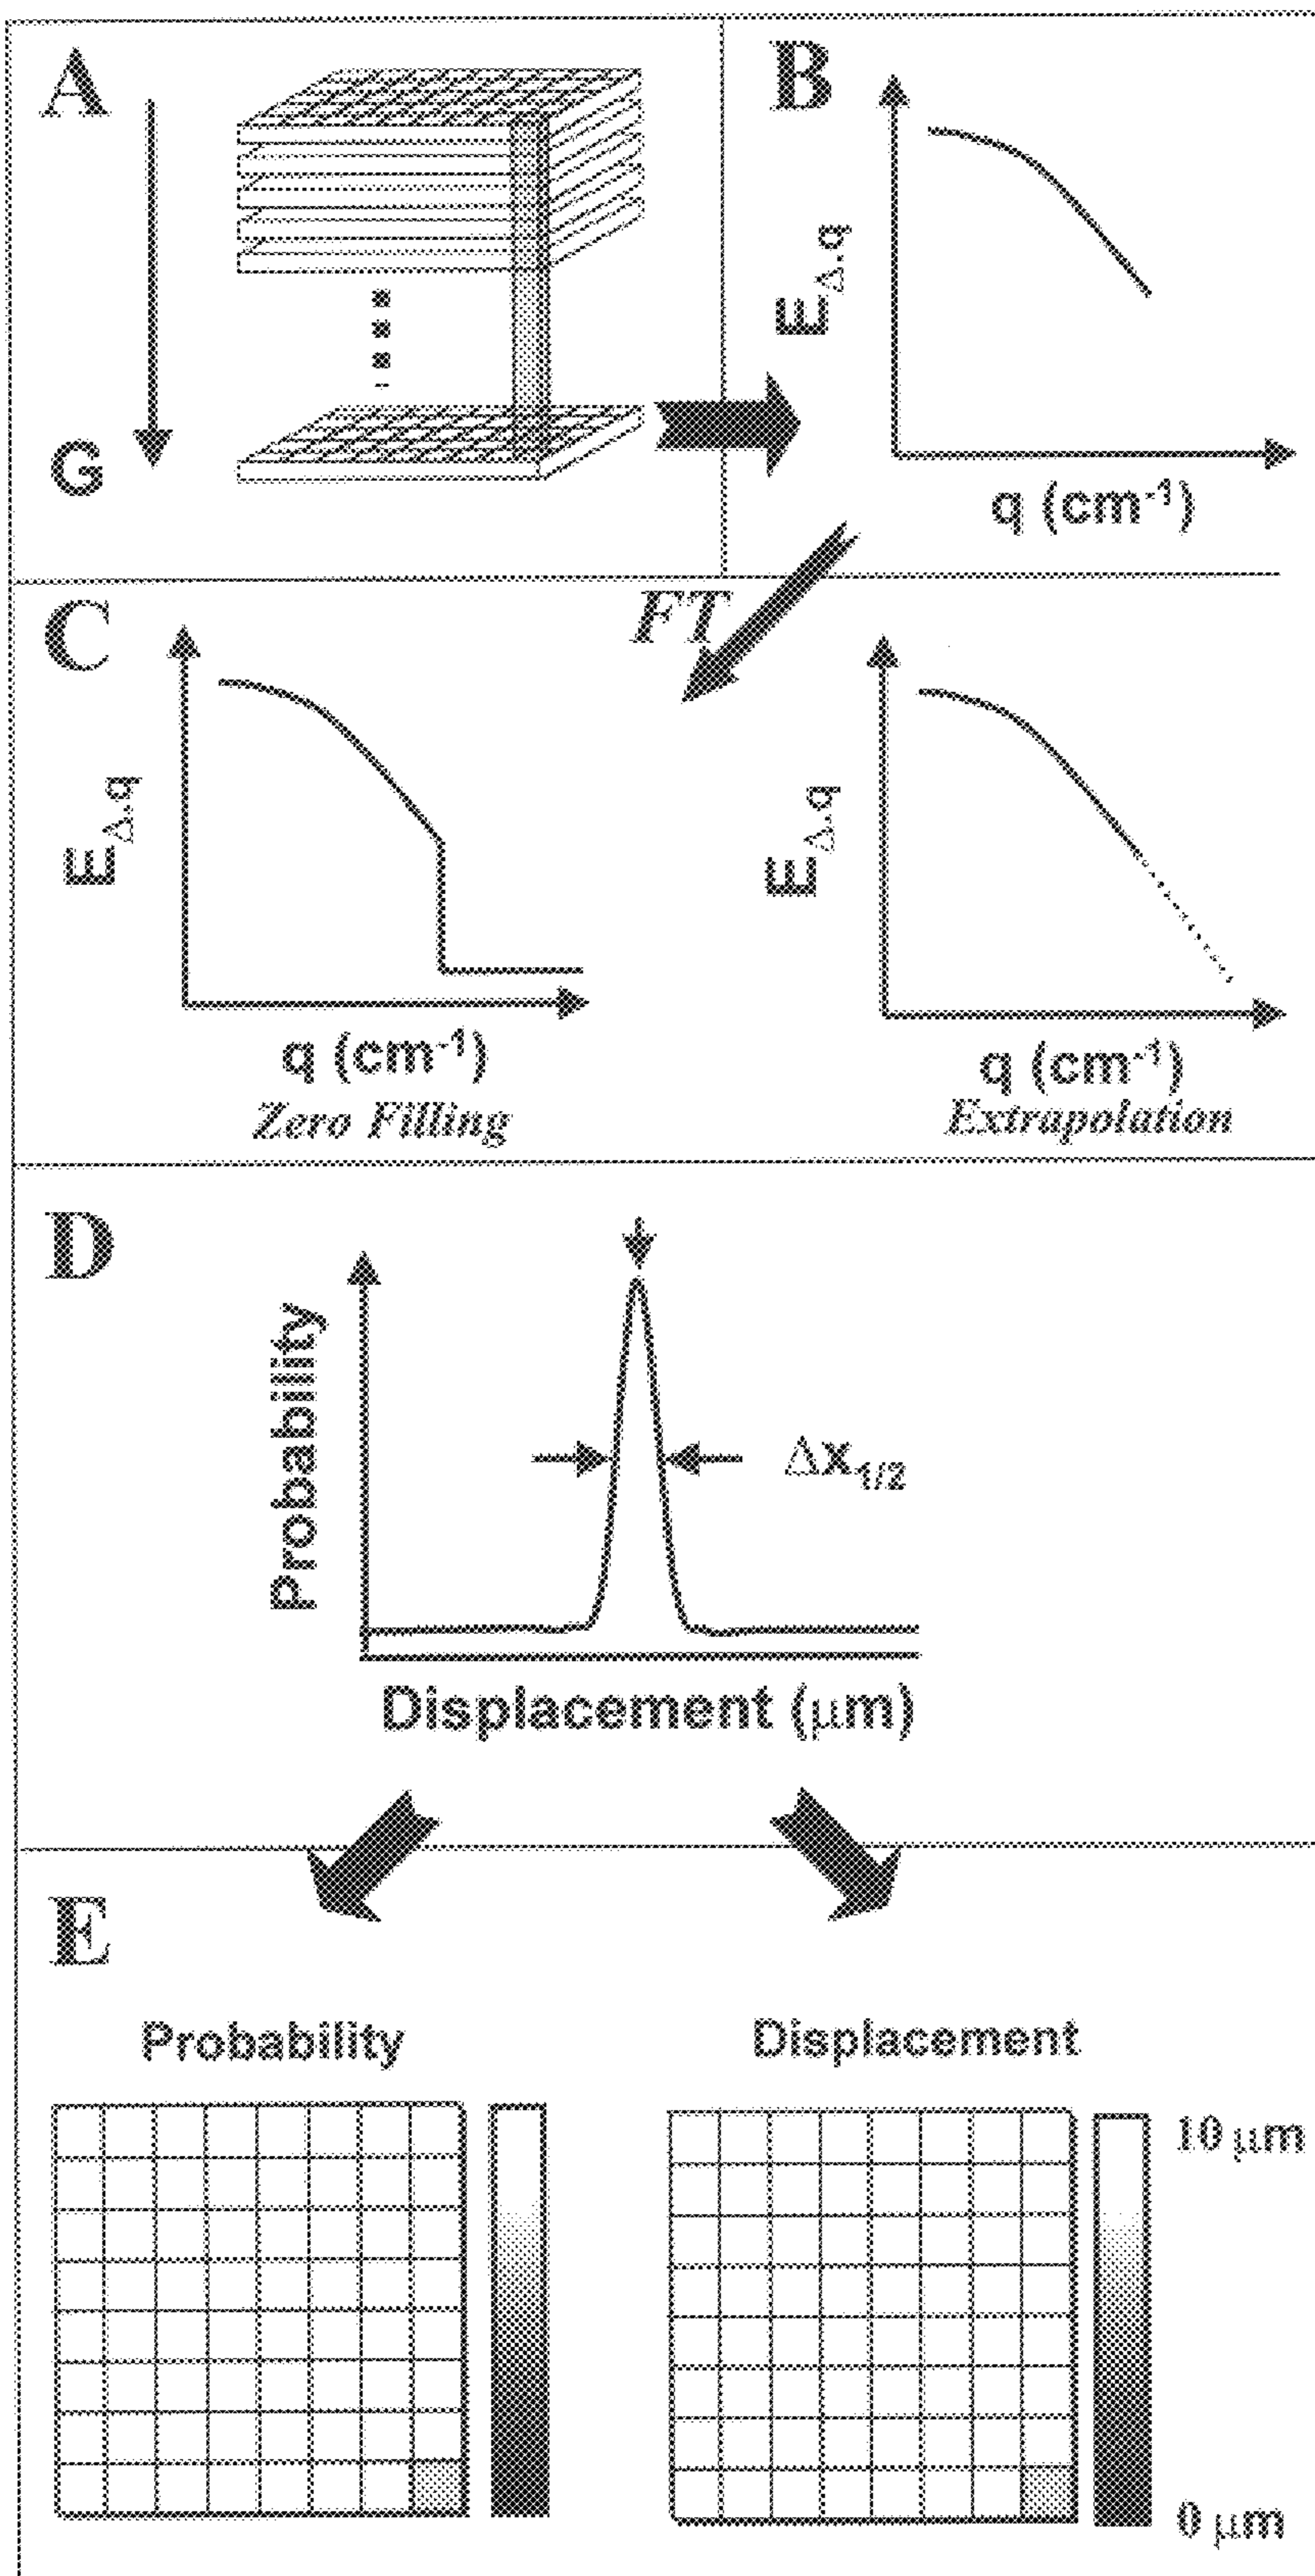 A
G
B
E Δ.q
q (cm-1)
FT
C
E Δ.q
q (cm-1)
Zero Filling
E Δ.q
q (cm-1)
Extrapolation
D
Probability
Δx1/2
Displacement (μm)
E
Probability
Displacement
10 μm
0 μm